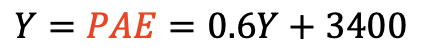 Y = PAE = 0.6Y + 3400